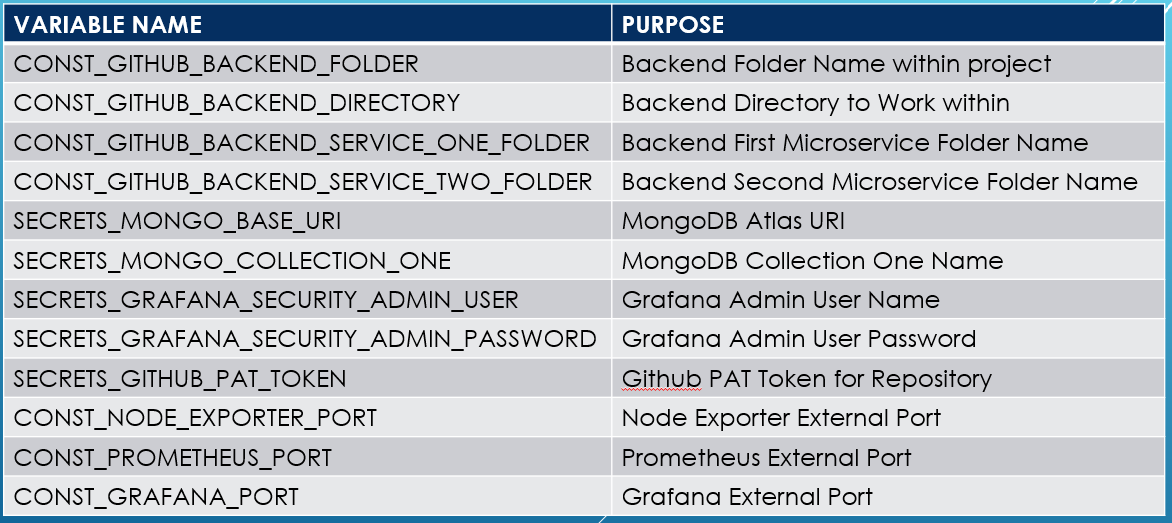 VARIABLE NAME PURPOSE
CONST_GITHUB_BACKEND_FOLDER Backend Folder Name within project
CONST_GITHUB_BACKEND_DIRECTORY Backend Directory to Work within
CONST_GITHUB_BACKEND_SERVICE_ONE_FOLDER Backend First Microservice Folder Name
CONST_GITHUB_BACKEND_SERVICE_TWO_FOLDER Backend Second Microservice Folder Name
SECRETS_MONGO_BASE_URI MongoDB Atlas URI
SECRETS_MONGO_COLLECTION_ONE MongoDB Collection One Name
SECRETS_GRAFANA_SECURITY_ADMIN_USER Grafana Admin User Name
SECRETS_GRAFANA_SECURITY_ADMIN_PASSWORD Grafana Admin User Password
SECRETS_GITHUB_PAT_TOKEN Github PAT Token for Repository
CONST_NODE_EXPORTER_PORT Node Exporter External Port
CONST_PROMETHEUS_PORT Prometheus External Port
CONST_GRAFANA_PORT Grafana External Port